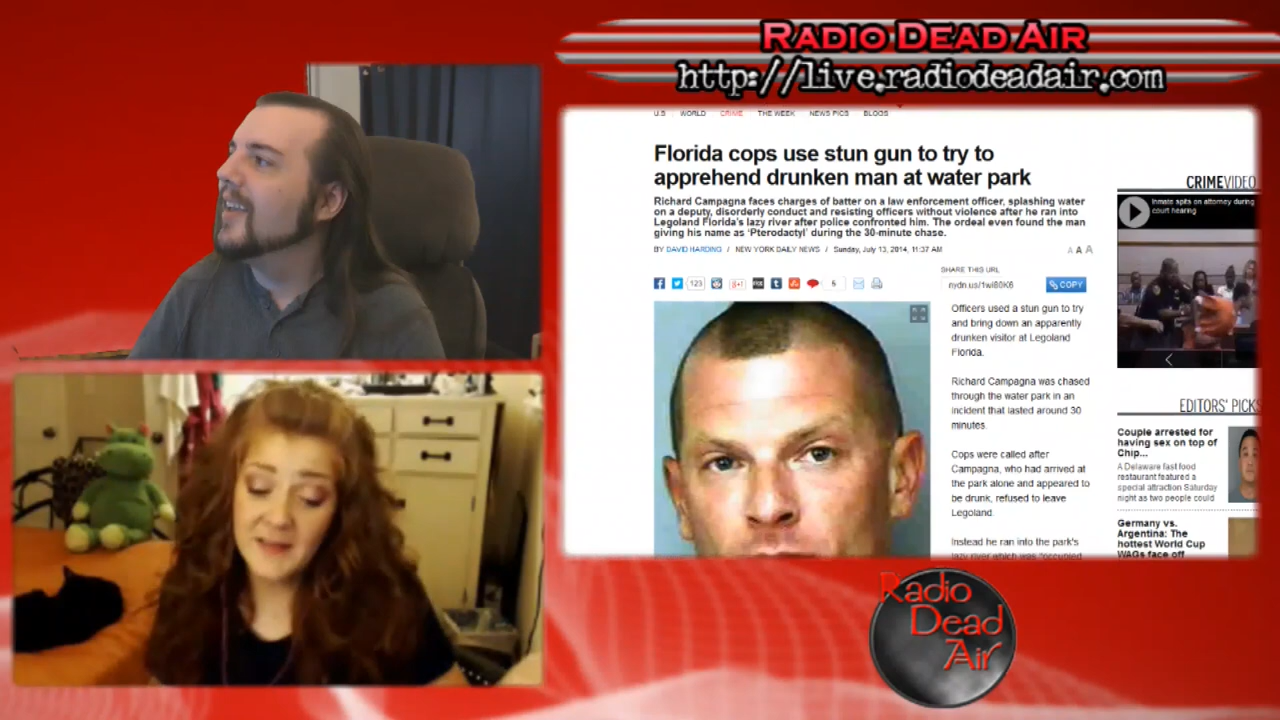 RADIO DEAD AIR
http://live.radiodeadair.com
U.S WORLD CRIME THE WEEK NEWS PICS BLOGS
Florida cops use stun gun to try to
apprehend drunken man at water park
Richard Campagna faces charges of batter on a law enforcement officer, splashing water
on a deputy, disorderly conduct and resisting officers without violence after he ran into
Legoland Florida's lazy river after police confronted him. The ordeal even found the man
giving his name as 'Pterodactyl' during the 30-minute chase.
BY DAVID HARDING / NEW YORK DAILY NEWS / Sunday, July 13, 2014, 11:37 AM
A A A
SHARE THIS URL
123
5
nydn.us/1wi80K6
COPY
Officers used a stun gun to try
and bring down an apparently
drunken visitor at Legoland
Florida.
Richard Campagna was chased
through the water park in an
incident that lasted around 30
minutes.
Cops were called after
Campagna, who had arrived at
the park alone and appeared to
be drunk, refused to leave
Legoland.
Instead he ran into the park's
lazy river which was "occupied
CRIMEVIDEO
Inmate spits on attorney during
court hearing
EDITORS' PICKS
Couple arrested for
having sex on top of
Chip...
A Delaware fast food
restaurant featured a
special attraction Saturday
night as two people could
Germany vs.
Argentina: The
hottest World Cup
WAGs face off
Radio
Dead
Air